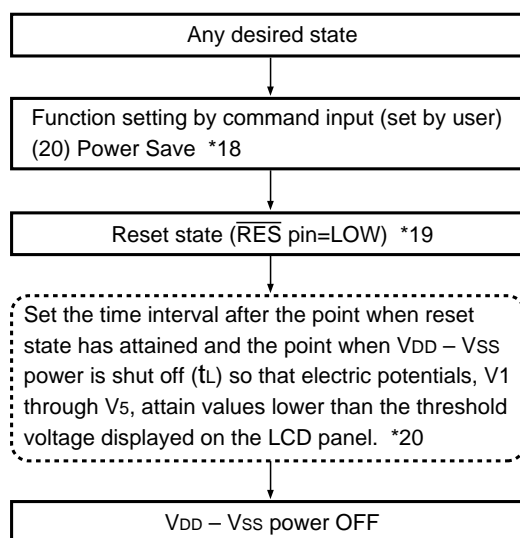 Any desired state
Function setting by command input (set by user)
(20) Power Save *18
Reset state (R̅E̅S̅ pin=LOW) *19
Set the time interval after the point when reset
state has attained and the point when VDD – VSS
power is shut off (tL) so that electric potentials, V1
through V5, attain values lower than the threshold
voltage displayed on the LCD panel. *20
VDD – VSS power OFF